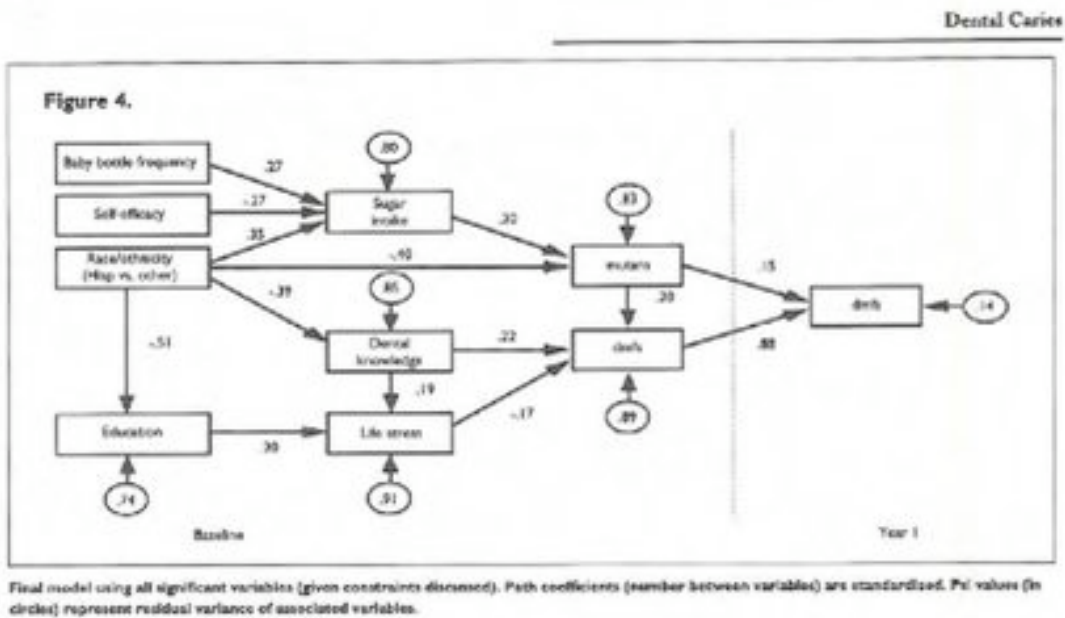 Dental Caries
Figure 4.
Baby bottle frequency
.27
.80
Self-efficacy
-.27
Sugar
intake
.35
.30
.83
Race/ethnicity
(Hisp vs. other)
-.40
mutans
.15
-.39
.85
.20
dmfs
.14
-.51
Dental
knowledge
.22
dmfs
.88
.19
-.17
.89
Education
Life stress
.74
.91
Baseline
Year 1
Final model using all significant variables (given constraints discussed). Path coefficients (number between variables) are standardized. Psi values (in
circles) represent residual variance of associated variables.